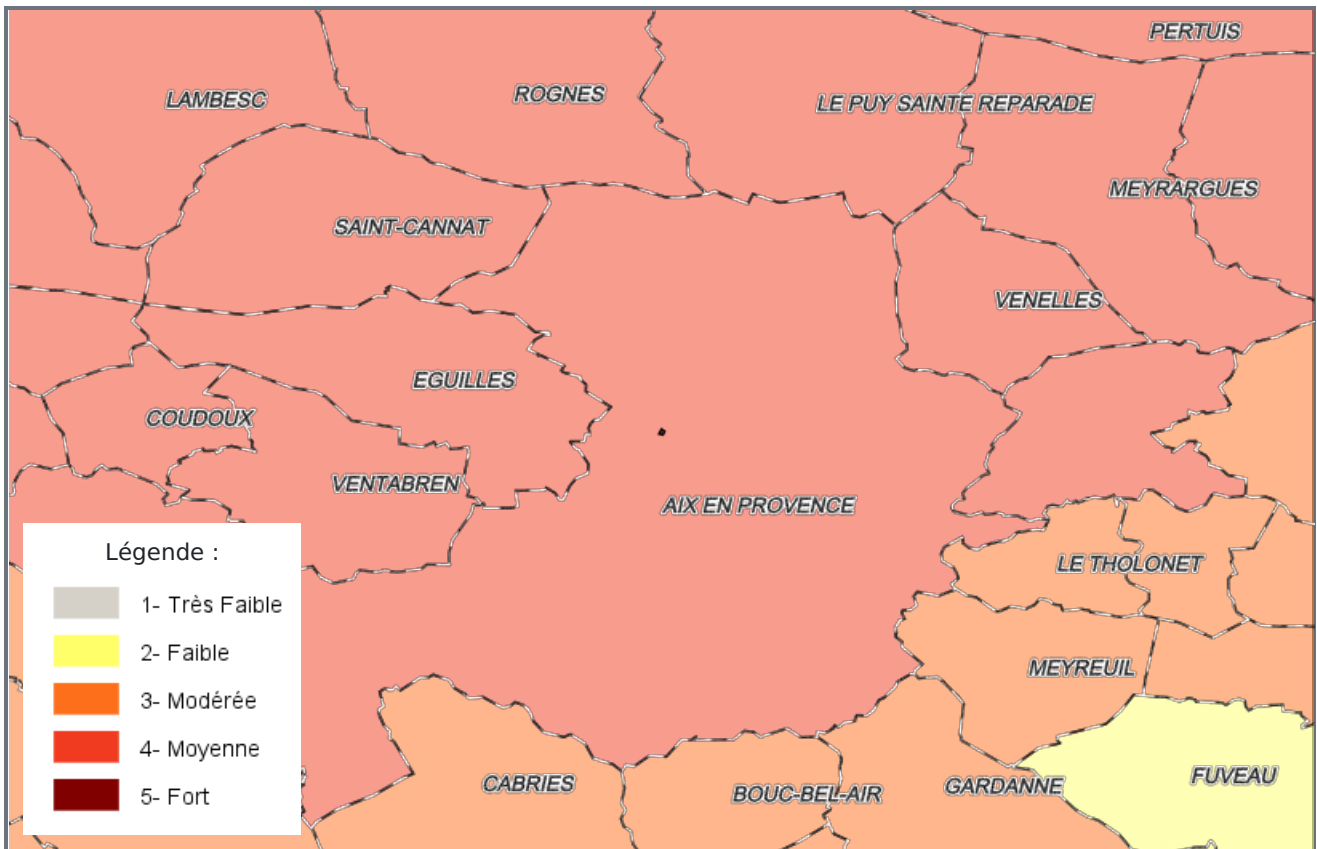 PERTUIS
LAMBESC
ROGNES
LE PUY SAINTE REPARADE
MEYRARGUES
SAINT-CANNAT
VENELLES
EGUILLES
COUDOUX
VENTABREN
AIX EN PROVENCE
LE THOLONET
MEYREUIL
CABRIES
BOUC-BEL-AIR
GARDANNE
FUVEAU
Légende :
1- Très Faible
2- Faible
3- Modérée
4- Moyenne
5- Fort